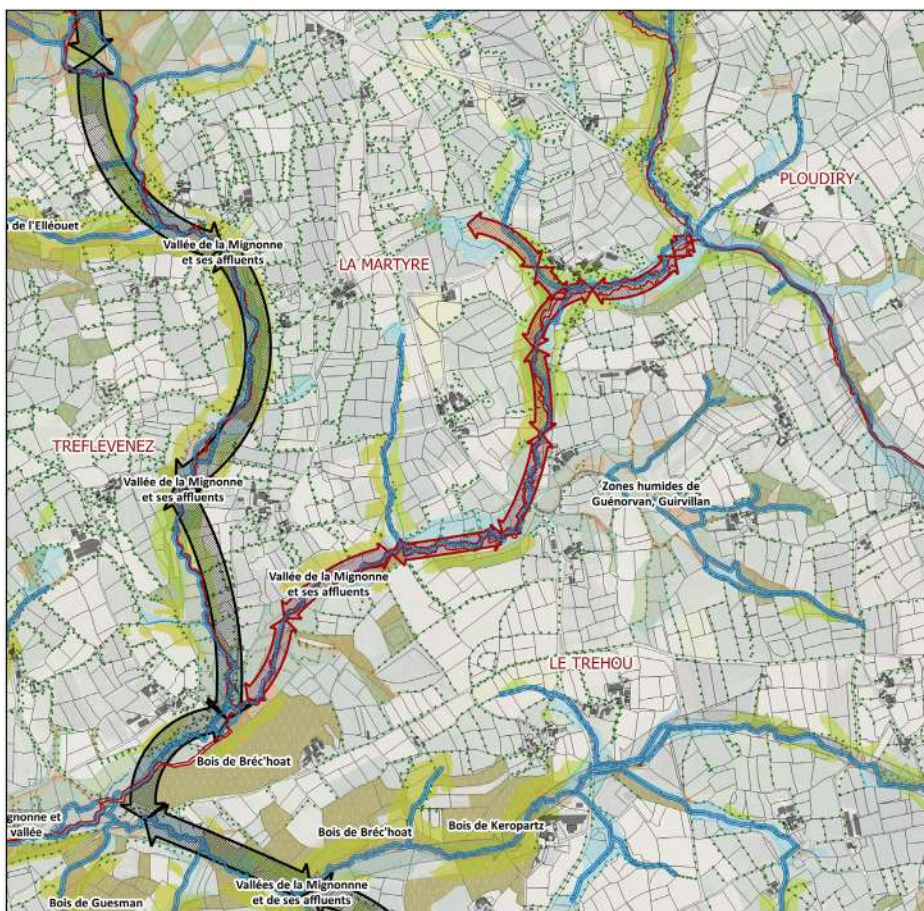 PLOUDIRY
de l'Elléouet
Vallée de la Mignonne
et ses affluents
LA MARTYRE
TREFLEVENEZ
Vallée de la Mignonne
et ses affluents
Zones humides de
Guénorvan, Guirvillan
Vallée de la Mignonne
et ses affluents
LE TREHOU
Bois de Bréc'hoat
gnonne et
vallée
Bois de Bréc'hoat
Bois de Keropartz
Vallées de la Mignonnne
et de ses affluents
Bois de Guesman